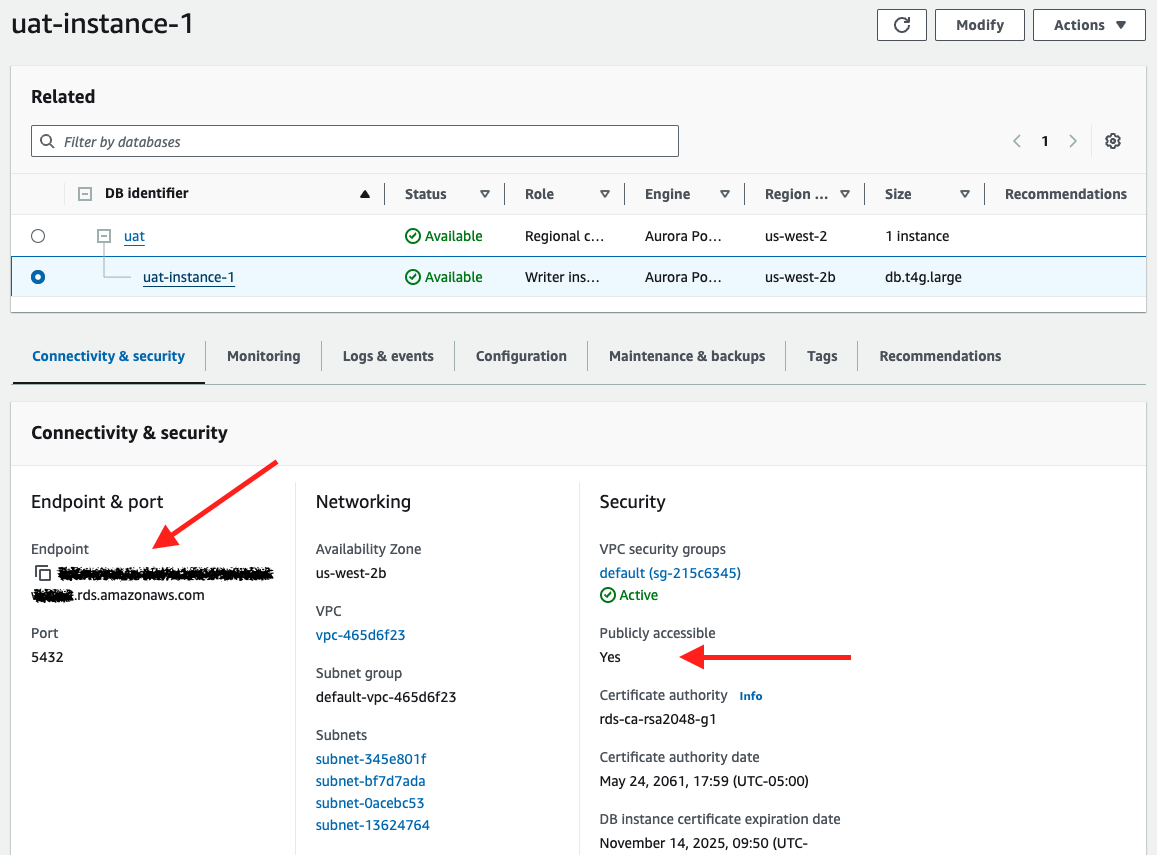 uat-instance-1
Modify
Actions
Related
Filter by databases
1
DB identifier Status Role Engine Region ... Size Recommendations
uat Available Regional c... Aurora Po... us-west-2 1 instance
uat-instance-1 Available Writer ins... Aurora Po... us-west-2b db.t4g.large
Connectivity & security Monitoring Logs & events Configuration Maintenance & backups Tags Recommendations
Connectivity & security
Endpoint & port
Endpoint
.rds.amazonaws.com
Port
5432
Networking
Availability Zone
us-west-2b
VPC
vpc-465d6f23
Subnet group
default-vpc-465d6f23
Subnets
subnet-345e801f
subnet-bf7d7ada
subnet-0acebc53
subnet-13624764
Security
VPC security groups
default (sg-215c6345)
Active
Publicly accessible
Yes
Certificate authority Info
rds-ca-rsa2048-g1
Certificate authority date
May 24, 2061, 17:59 (UTC-05:00)
DB instance certificate expiration date
November 14, 2025, 09:50 (UTC-